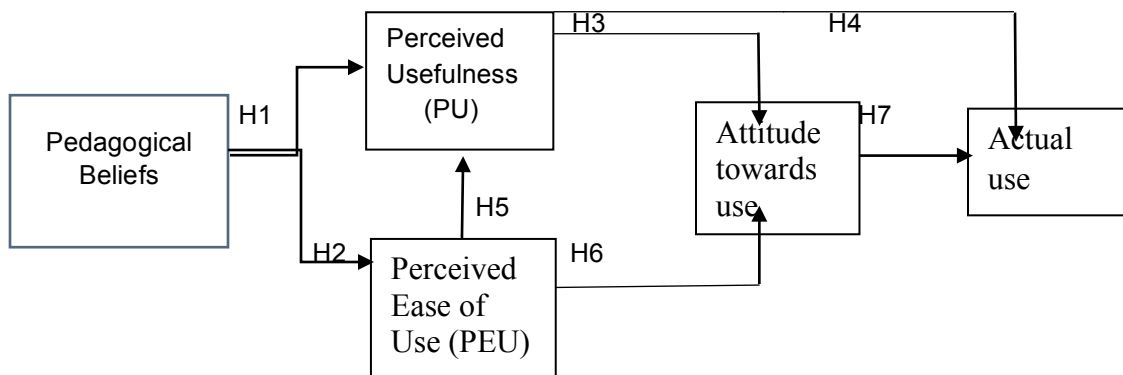 Perceived
Usefulness
(PU)
H3
H4
H1
Pedagogical
Beliefs
Attitude
towards
use
H7
Actual
use
H5
H2
Perceived
Ease of
Use (PEU)
H6